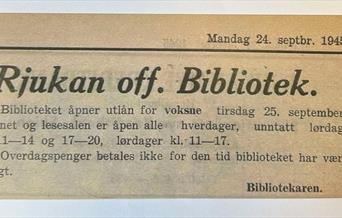 Mandag 24. septbr. 1945
Rjukan off. Bibliotek.
Biblioteket åpner utlån for voksne tirsdag 25. september
net og lesesalen er åpen alle hverdager, unntatt lørdag
1—14 og 17—20, lørdager kl. 11—17.
Overdagspenger betales ikke for den tid biblioteket har vær
gt.
Bibliotekaren.